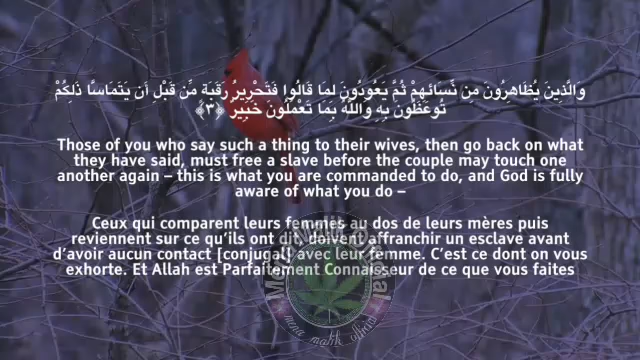 وَالَّذِينَ يُظَاهِرُونَ مِن نِّسَائِهِمْ ثُمَّ يَعُودُونَ لِمَا قَالُوا فَتَحْرِيرُ رَقَبَةٍ مِّن قَبْلِ أَن يَتَمَاسَّا ذَلِكُمْ
تُوعَظُونَ بِهِ وَاللَّهُ بِمَا تَعْمَلُونَ خَبِيرٌ ﴿٣﴾
Those of you who say such a thing to their wives, then go back on what
they have said, must free a slave before the couple may touch one
another again – this is what you are commanded to do, and God is fully
aware of what you do –
Ceux qui comparent leurs femmes au dos de leurs mères puis
reviennent sur ce qu’ils ont dit, doivent affranchir un esclave avant
d’avoir aucun contact [conjugal] avec leur femme. C’est ce dont on vous
exhorte. Et Allah est Parfaitement Connaisseur de ce que vous faites
mana malik official